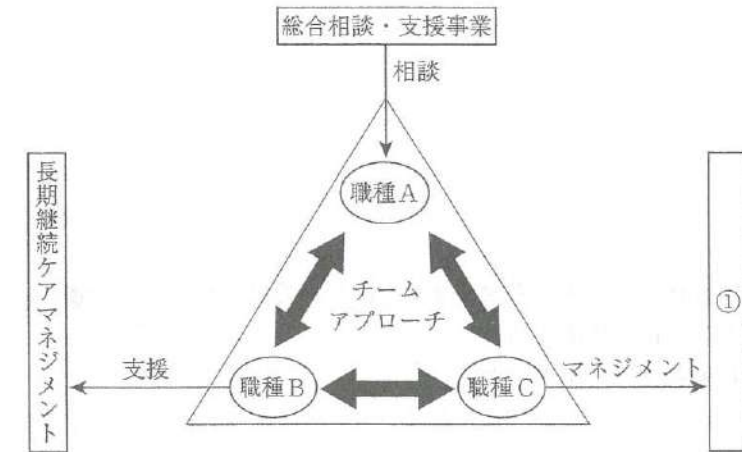 総合相談・支援事業
相談
職種A
長期継続ケアマネジメント
チーム
アプローチ
①
支援
職種B
職種C
マネジメント